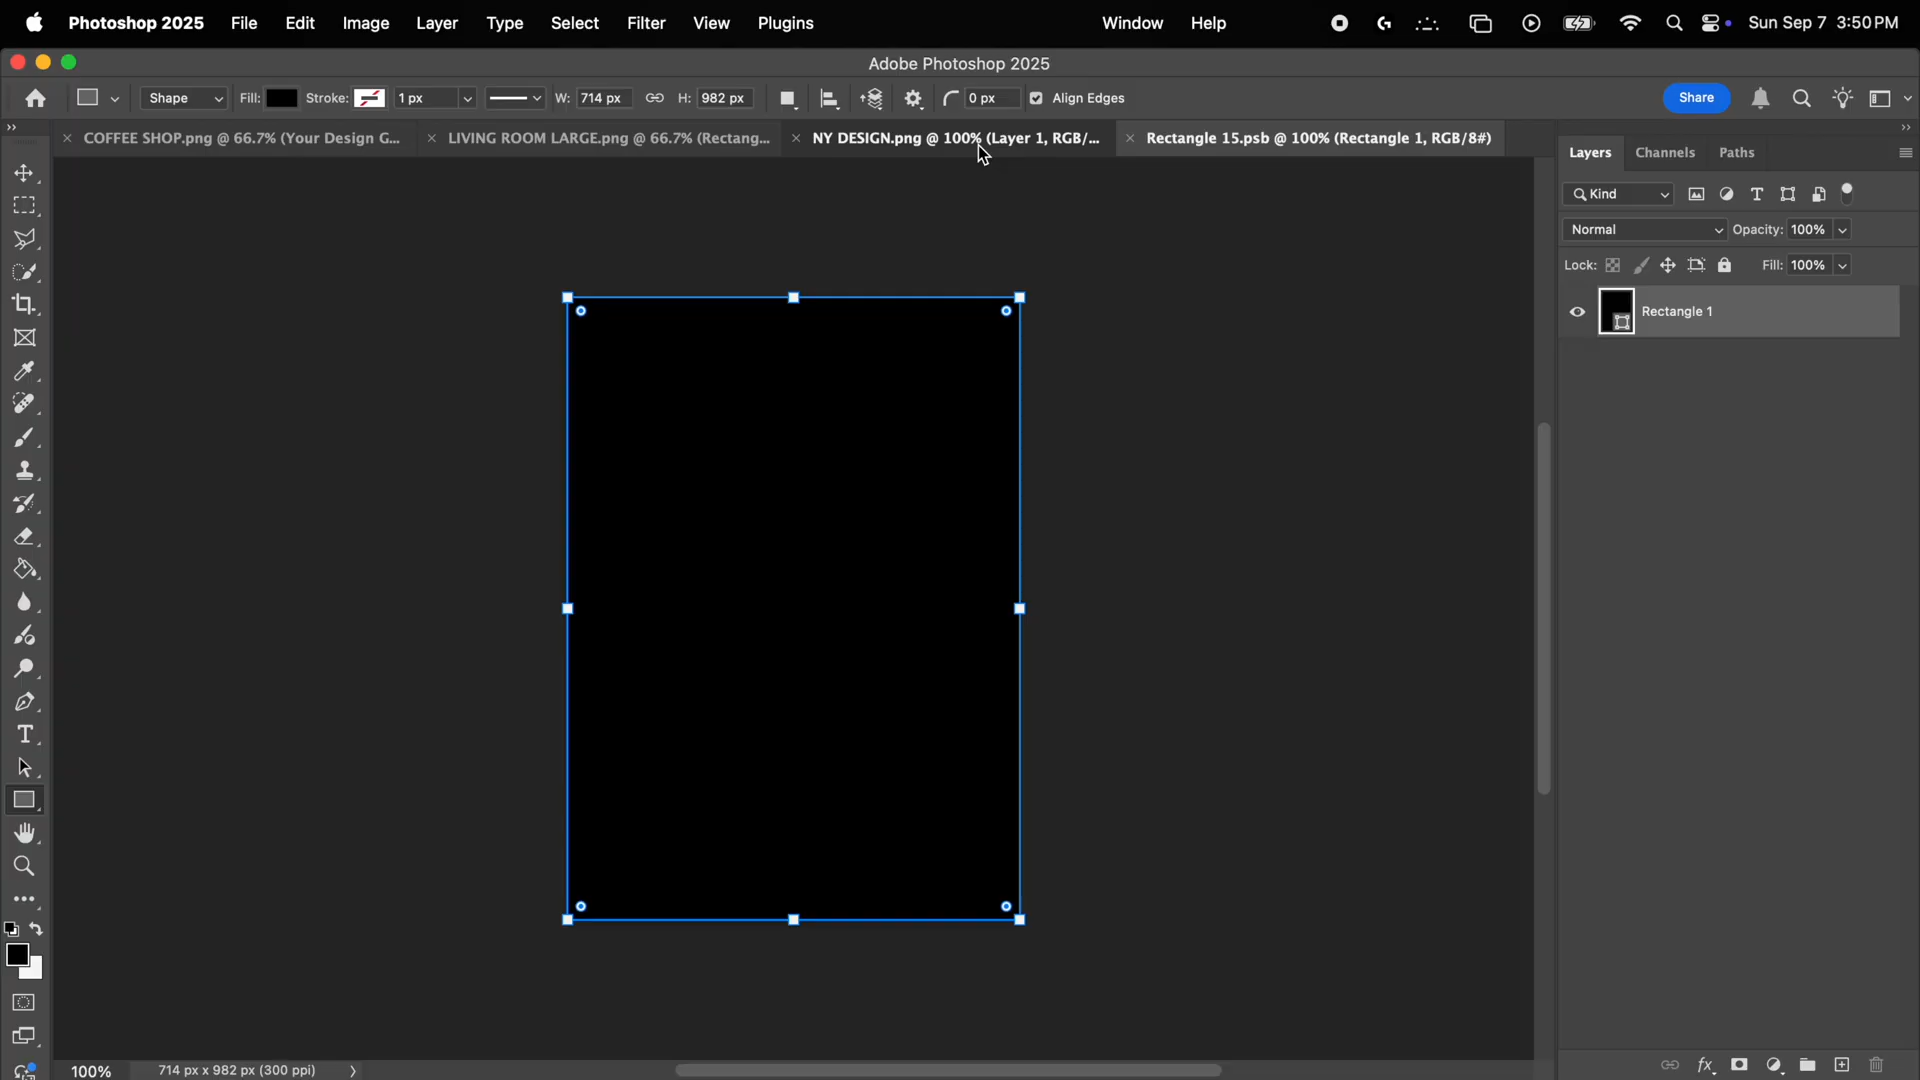 Photoshop 2025 File Edit Image Layer Type Select Filter View Plugins Window Help Sun Sep 7 3:50 PM
Adobe Photoshop 2025
Shape Fill: Stroke: 1 px W: 714 px H: 982 px 0 px Align Edges Share
COFFEE SHOP.png @ 66.7% (Your Design G... LIVING ROOM LARGE.png @ 66.7% (Rectang... NY DESIGN.png @ 100% (Layer 1, RGB/... Rectangle 15.psb @ 100% (Rectangle 1, RGB/8#)
Layers Channels Paths
Kind
Normal Opacity: 100%
Lock: Fill: 100%
Rectangle 1
100% 714 px x 982 px (300 ppi)